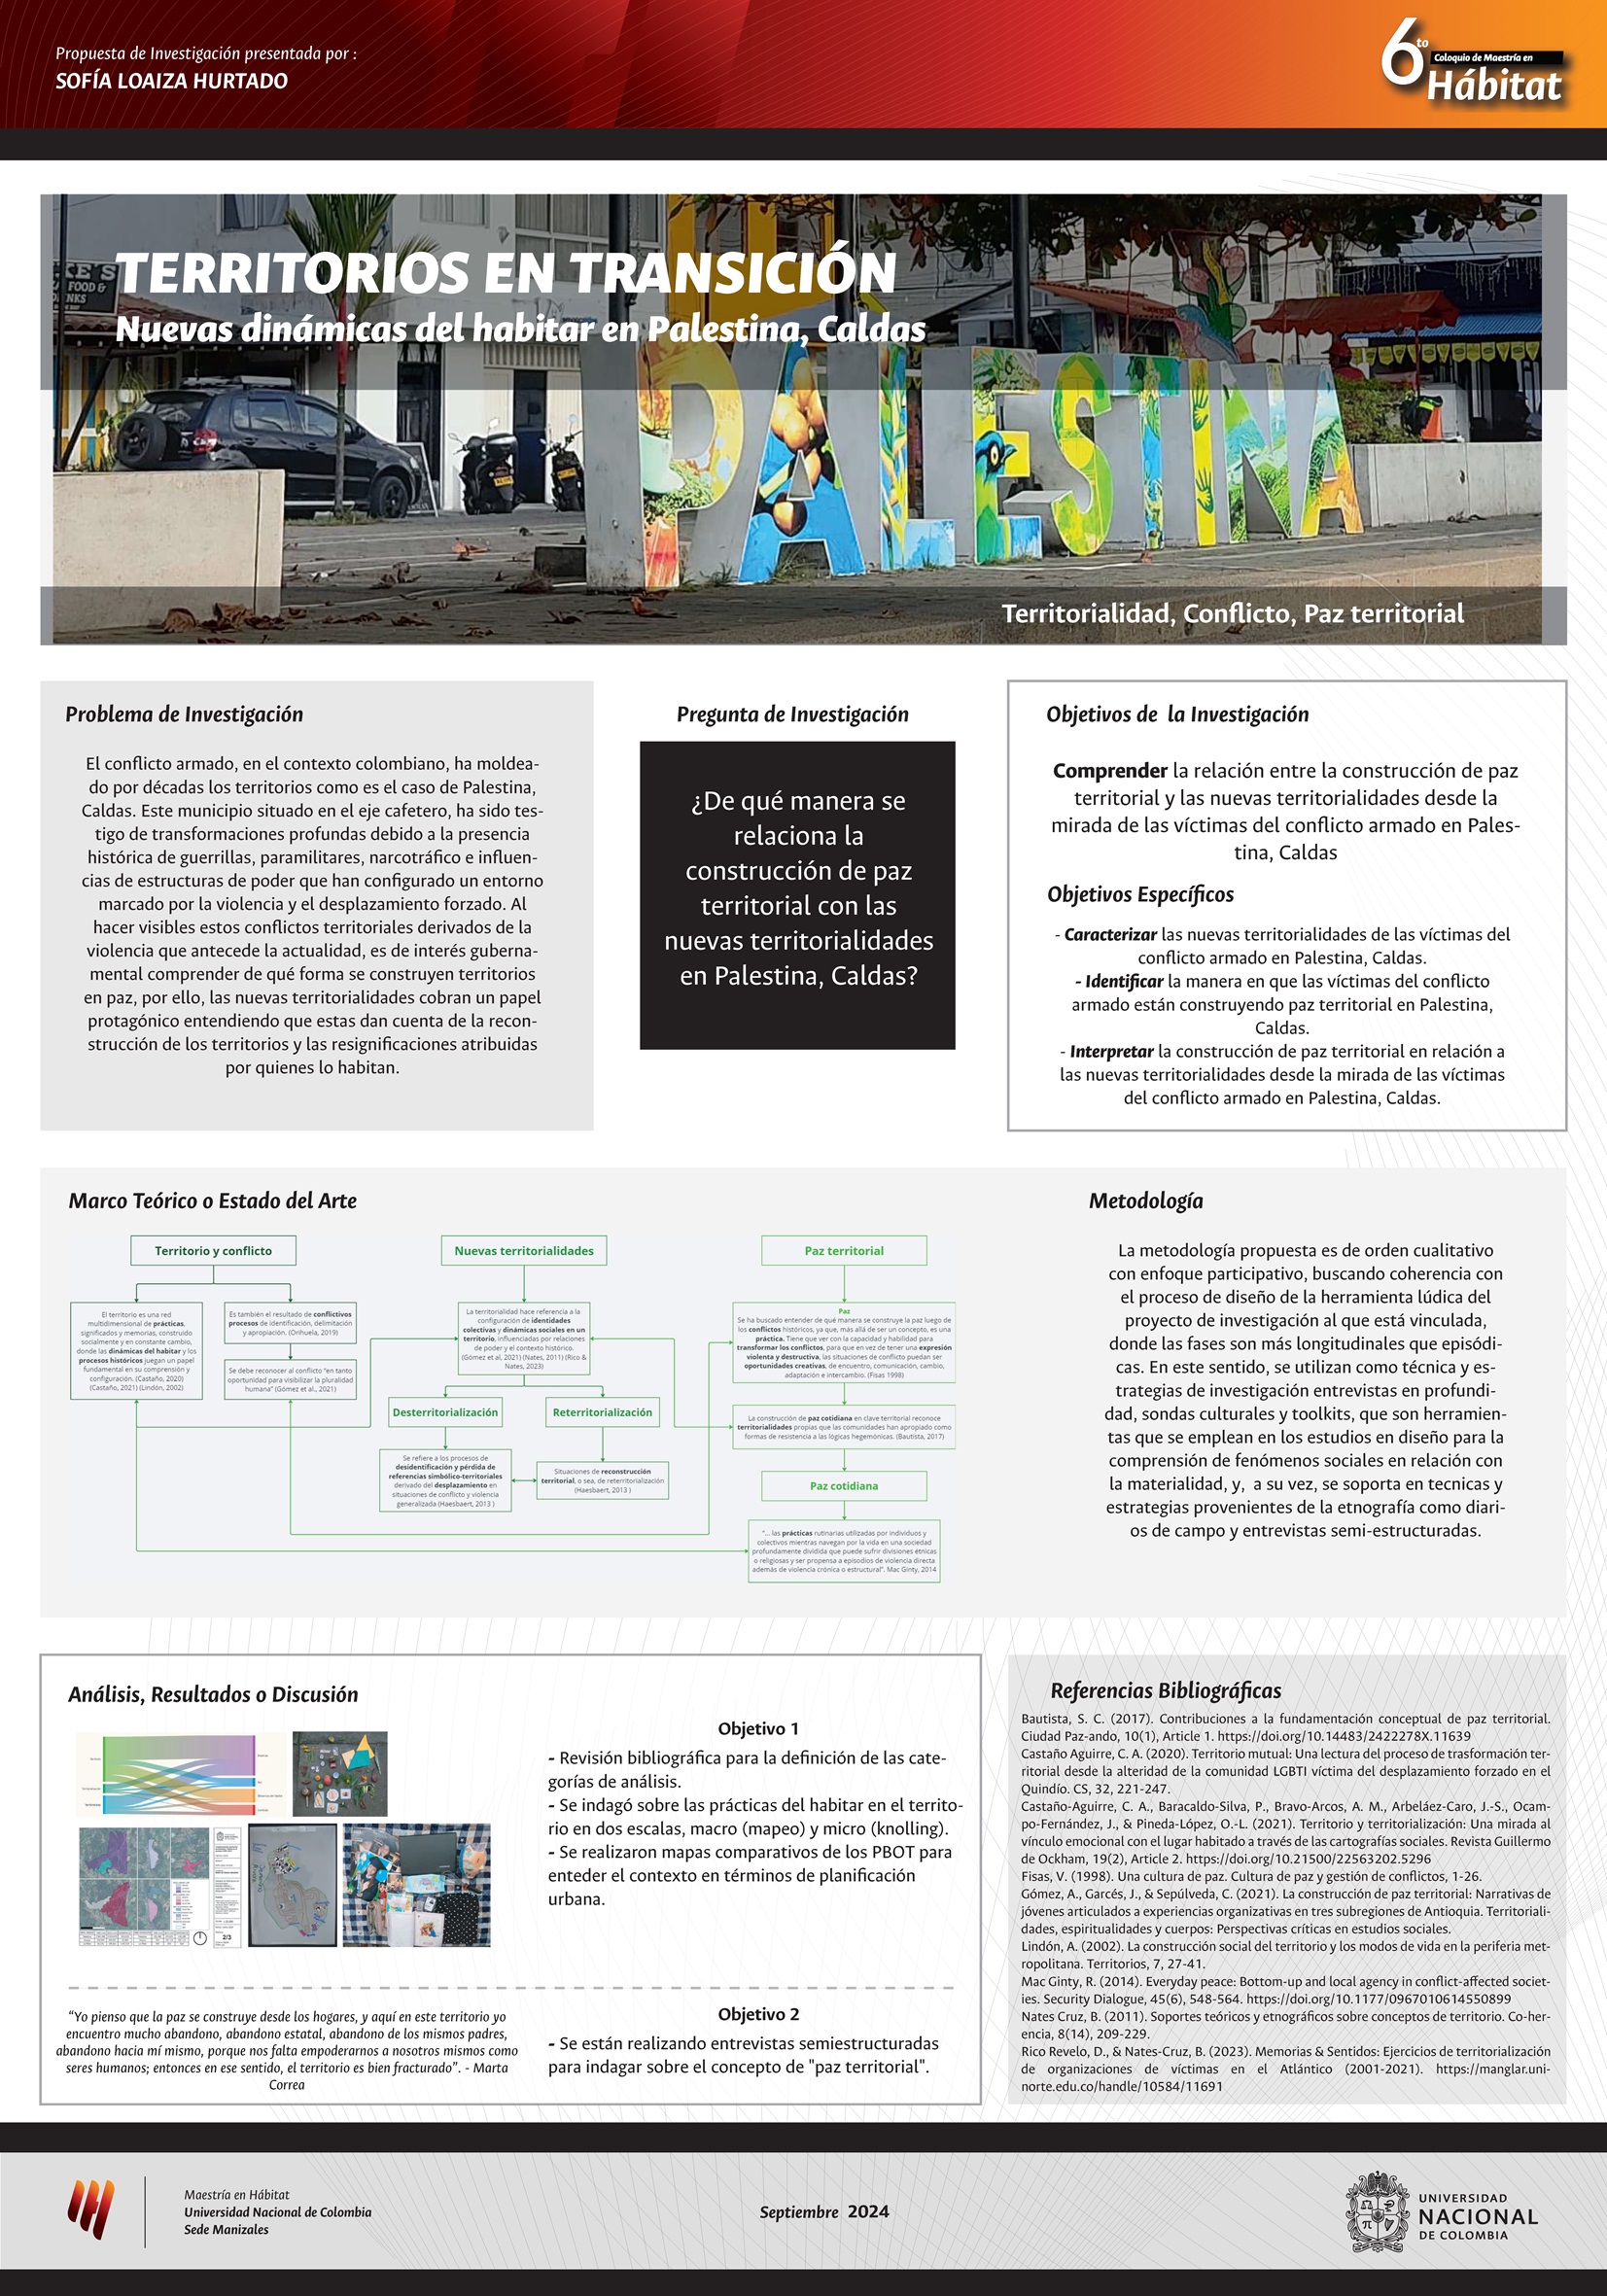 Propuesta de Investigación presentada por :
SOFÍA LOAIZA HURTADO
6to
Coloquio de Maestría en
Hábitat
TERRITORIOS EN TRANSICIÓN
Nuevas dinámicas del habitar en Palestina, Caldas
PALESTINA
Territorialidad, Conflicto, Paz territorial
Problema de Investigación
El conflicto armado, en el contexto colombiano, ha moldea-
do por décadas los territorios como es el caso de Palestina,
Caldas. Este municipio situado en el eje cafetero, ha sido tes-
tigo de transformaciones profundas debido a la presencia
histórica de guerrillas, paramilitares, narcotráfico e influen-
cias de estructuras de poder que han configurado un entorno
marcado por la violencia y el desplazamiento forzado. Al
hacer visibles estos conflictos territoriales derivados de la
violencia que antecede la actualidad, es de interés guberna-
mental comprender de qué forma se construyen territorios
en paz, por ello, las nuevas territorialidades cobran un papel
protagónico entendiendo que estas dan cuenta de la recon-
strucción de los territorios y las resignificaciones atribuidas
por quienes lo habitan.
Pregunta de Investigación
¿De qué manera se
relaciona la
construcción de paz
territorial con las
nuevas territorialidades
en Palestina, Caldas?
Objetivos de la Investigación
Comprender la relación entre la construcción de paz
territorial y las nuevas territorialidades desde la
mirada de las víctimas del conflicto armado en Pales-
tina, Caldas
Objetivos Específicos
- Caracterizar las nuevas territorialidades de las víctimas del
conflicto armado en Palestina, Caldas.
- Identificar la manera en que las víctimas del conflicto
armado están construyendo paz territorial en Palestina,
Caldas.
- Interpretar la construcción de paz territorial en relación a
las nuevas territorialidades desde la mirada de las víctimas
del conflicto armado en Palestina, Caldas.
Marco Teórico o Estado del Arte
Territorio y conflicto
El territorio es una red
multidimensional de prácticas,
significados y memorias, construido
socialmente y en constante cambio,
donde las dinámicas del habitar y los
procesos históricos juegan un papel
fundamental en su comprensión y
configuración. (Castaño, 2020)
(Castaño, 2021) (Lindón, 2002)
Es también el resultado de conflictivos
procesos de identificación, delimitación
y apropiación. (Orihuela, 2019)
Se debe reconocer al conflicto "en tanto
oportunidad para visibilizar la pluralidad
humana" (Gómez et al., 2021)
Nuevas territorialidades
La territorialidad hace referencia a la
configuración de identidades
colectivas y dinámicas sociales en un
territorio, influenciadas por relaciones
de poder y el contexto histórico.
(Gómez et al, 2021) (Nates, 2011) (Rico &
Nates, 2023)
Desterritorialización
Se refiere a los procesos de
desidentificación y pérdida de
referencias simbólico-territoriales
derivado del desplazamiento en
situaciones de conflicto y violencia
generalizada (Haesbaert, 2013 )
Reterritorialización
Situaciones de reconstrucción
territorial, o sea, de reterritorialización
(Haesbaert, 2013 )
Paz territorial
Paz
Se ha buscado entender de qué manera se construye la paz luego de
los conflictos históricos, ya que, más allá de ser un concepto, es una
práctica. Tiene que ver con la capacidad y habilidad para
transformar los conflictos, para que en vez de tener una expresión
violenta y destructiva, las situaciones de conflicto puedan ser
oportunidades creativas, de encuentro, comunicación, cambio,
adaptación e intercambio. (Fisas 1998)
La construcción de paz cotidiana en clave territorial reconoce
territorialidades propias que las comunidades han apropiado como
formas de resistencia a las lógicas hegemónicas. (Bautista, 2017)
Paz cotidiana
"... las prácticas rutinarias utilizadas por individuos y
colectivos mientras navegan por la vida en una sociedad
profundamente dividida que puede sufrir divisiones étnicas
o religiosas y ser propensa a episodios de violencia directa
además de violencia crónica o estructural". Mac Ginty, 2014
Metodología
La metodología propuesta es de orden cualitativo
con enfoque participativo, buscando coherencia con
el proceso de diseño de la herramienta lúdica del
proyecto de investigación al que está vinculada,
donde las fases son más longitudinales que episódi-
cas. En este sentido, se utilizan como técnica y es-
trategias de investigación entrevistas en profundi-
dad, sondas culturales y toolkits, que son herramien-
tas que se emplean en los estudios en diseño para la
comprensión de fenómenos sociales en relación con
la materialidad, y, a su vez, se soporta en tecnicas y
estrategias provenientes de la etnografía como diari-
os de campo y entrevistas semi-estructuradas.
Análisis, Resultados o Discusión
2/3
Objetivo 1
- Revisión bibliográfica para la definición de las cate-
gorías de análisis.
- Se indagó sobre las prácticas del habitar en el territo-
rio en dos escalas, macro (mapeo) y micro (knolling).
- Se realizaron mapas comparativos de los PBOT para
enteder el contexto en términos de planificación
urbana.
"Yo pienso que la paz se construye desde los hogares, y aquí en este territorio yo
encuentro mucho abandono, abandono estatal, abandono de los mismos padres,
abandono hacia mí mismo, porque nos falta empoderarnos a nosotros mismos como
seres humanos; entonces en ese sentido, el territorio es bien fracturado". - Marta
Correa
Objetivo 2
- Se están realizando entrevistas semiestructuradas
para indagar sobre el concepto de "paz territorial".
Referencias Bibliográficas
Bautista, S. C. (2017). Contribuciones a la fundamentación conceptual de paz territorial.
Ciudad Paz-ando, 10(1), Article 1. https://doi.org/10.14483/2422278X.11639
Castaño Aguirre, C. A. (2020). Territorio mutual: Una lectura del proceso de trasformación ter-
ritorial desde la alteridad de la comunidad LGBTI víctima del desplazamiento forzado en el
Quindío. CS, 32, 221-247.
Castaño-Aguirre, C. A., Baracaldo-Silva, P., Bravo-Arcos, A. M., Arbeláez-Caro, J.-S., Ocam-
po-Fernández, J., & Pineda-López, O.-L. (2021). Territorio y territorialización: Una mirada al
vínculo emocional con el lugar habitado a través de las cartografías sociales. Revista Guillermo
de Ockham, 19(2), Article 2. https://doi.org/10.21500/22563202.5296
Fisas, V. (1998). Una cultura de paz. Cultura de paz y gestión de conflictos, 1-26.
Gómez, A., Garcés, J., & Sepúlveda, C. (2021). La construcción de paz territorial: Narrativas de
jóvenes articulados a experiencias organizativas en tres subregiones de Antioquia. Territoriali-
dades, espiritualidades y cuerpos: Perspectivas críticas en estudios sociales.
Lindón, A. (2002). La construcción social del territorio y los modos de vida en la periferia met-
ropolitana. Territorios, 7, 27-41.
Mac Ginty, R. (2014). Everyday peace: Bottom-up and local agency in conflict-affected societ-
ies. Security Dialogue, 45(6), 548-564. https://doi.org/10.1177/0967010614550899
Nates Cruz, B. (2011). Soportes teóricos y etnográficos sobre conceptos de territorio. Co-her-
encia, 8(14), 209-229.
Rico Revelo, D., & Nates-Cruz, B. (2023). Memorias & Sentidos: Ejercicios de territorialización
de organizaciones de víctimas en el Atlántico (2001-2021). https://manglar.uni-
norte.edu.co/handle/10584/11691
Maestría en Hábitat
Universidad Nacional de Colombia
Sede Manizales
Septiembre 2024
UNIVERSIDAD
NACIONAL
DE COLOMBIA